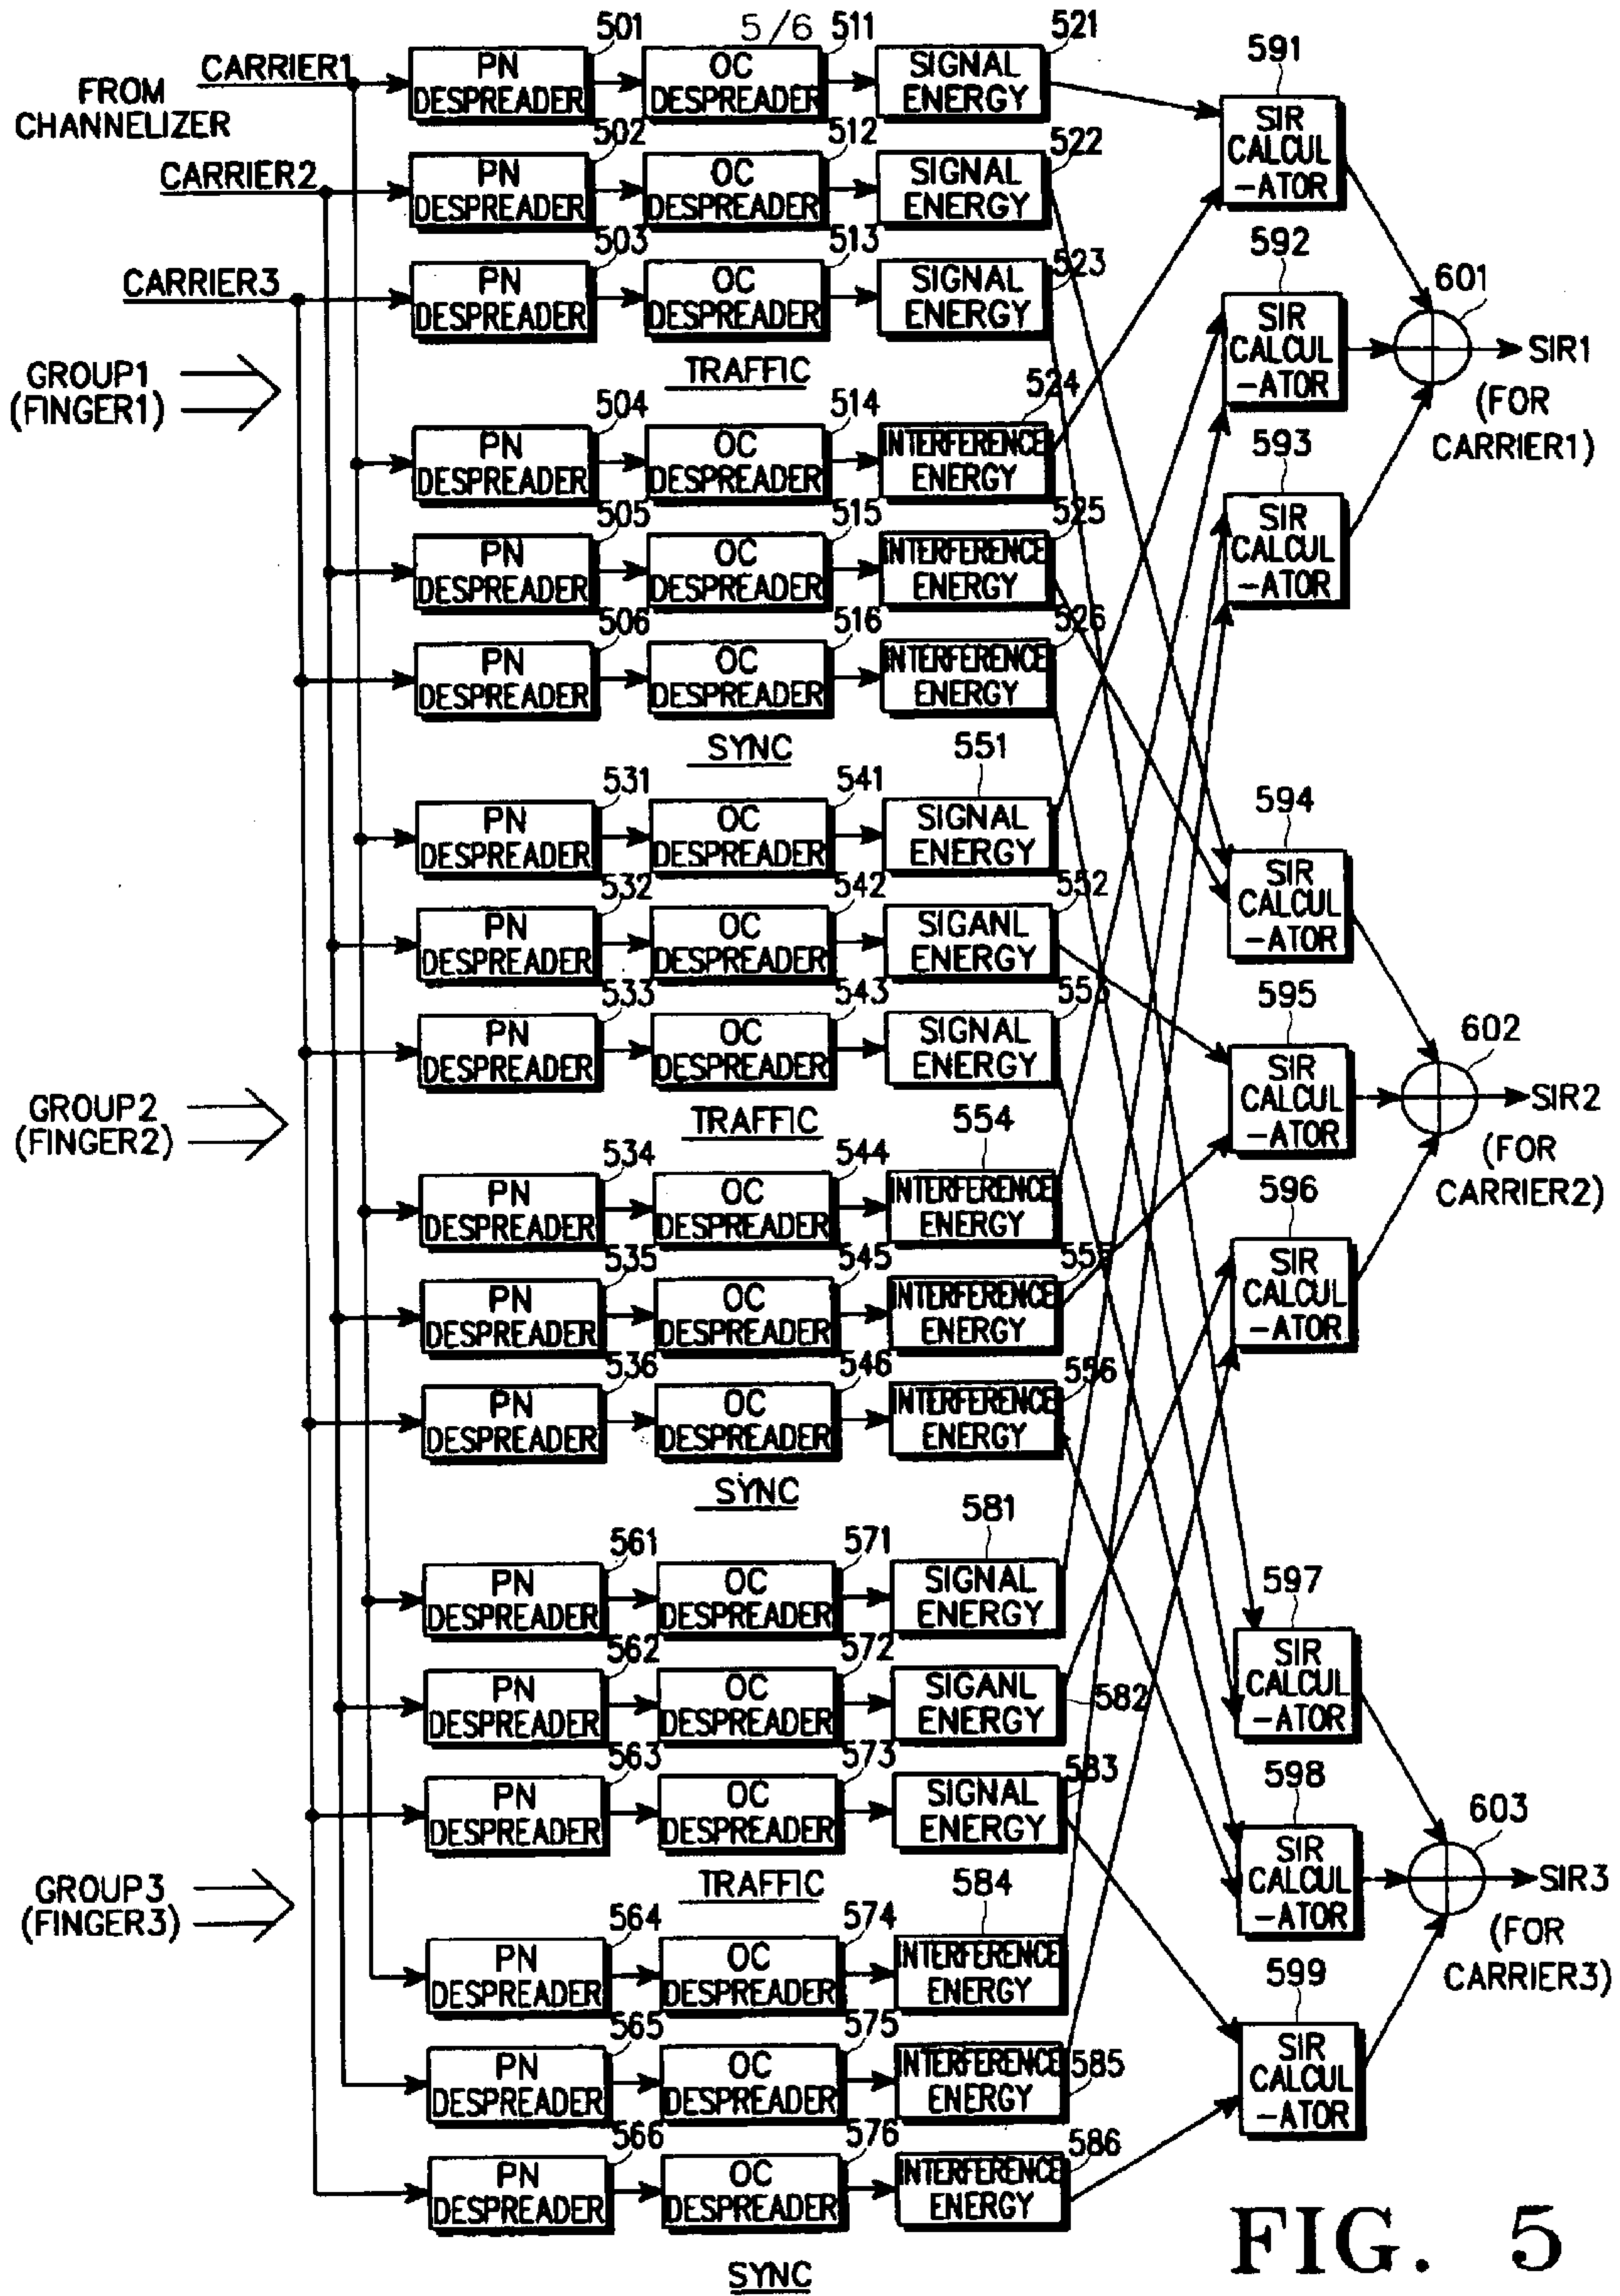 5/6
FROM
CHANNELIZER
CARRIER1
501
PN
DESPREADER
511
OC
DESPREADER
521
SIGNAL
ENERGY
591
SIR
CALCUL
-ATOR
CARRIER2
502
PN
DESPREADER
512
OC
DESPREADER
522
SIGNAL
ENERGY
CARRIER3
503
PN
DESPREADER
513
OC
DESPREADER
523
SIGNAL
ENERGY
592
SIR
CALCUL
-ATOR
601
SIR1
(FOR
CARRIER1)
GROUP1
(FINGER1)
TRAFFIC
504
PN
DESPREADER
514
OC
DESPREADER
524
INTERFERENCE
ENERGY
593
SIR
CALCUL
-ATOR
505
PN
DESPREADER
515
OC
DESPREADER
525
INTERFERENCE
ENERGY
506
PN
DESPREADER
516
OC
DESPREADER
526
INTERFERENCE
ENERGY
SYNC
531
PN
DESPREADER
541
OC
DESPREADER
551
SIGNAL
ENERGY
594
SIR
CALCUL
-ATOR
532
PN
DESPREADER
542
OC
DESPREADER
552
SIGANL
ENERGY
533
PN
DESPREADER
543
OC
DESPREADER
SIGNAL
ENERGY
595
SIR
CALCUL
-ATOR
602
SIR2
(FOR
CARRIER2)
GROUP2
(FINGER2)
TRAFFIC
534
PN
DESPREADER
544
OC
DESPREADER
554
INTERFERENCE
ENERGY
596
SIR
CALCUL
-ATOR
535
PN
DESPREADER
545
OC
DESPREADER
555
INTERFERENCE
ENERGY
536
PN
DESPREADER
546
OC
DESPREADER
556
INTERFERENCE
ENERGY
SYNC
561
PN
DESPREADER
571
OC
DESPREADER
581
SIGNAL
ENERGY
597
SIR
CALCUL
-ATOR
562
PN
DESPREADER
572
OC
DESPREADER
582
SIGANL
ENERGY
563
PN
DESPREADER
573
OC
DESPREADER
583
SIGNAL
ENERGY
598
SIR
CALCUL
-ATOR
603
SIR3
(FOR
CARRIER3)
GROUP3
(FINGER3)
TRAFFIC
564
PN
DESPREADER
574
OC
DESPREADER
584
INTERFERENCE
ENERGY
599
SIR
CALCUL
-ATOR
565
PN
DESPREADER
575
OC
DESPREADER
585
INTERFERENCE
ENERGY
566
PN
DESPREADER
576
OC
DESPREADER
586
INTERFERENCE
ENERGY
SYNC
FIG. 5